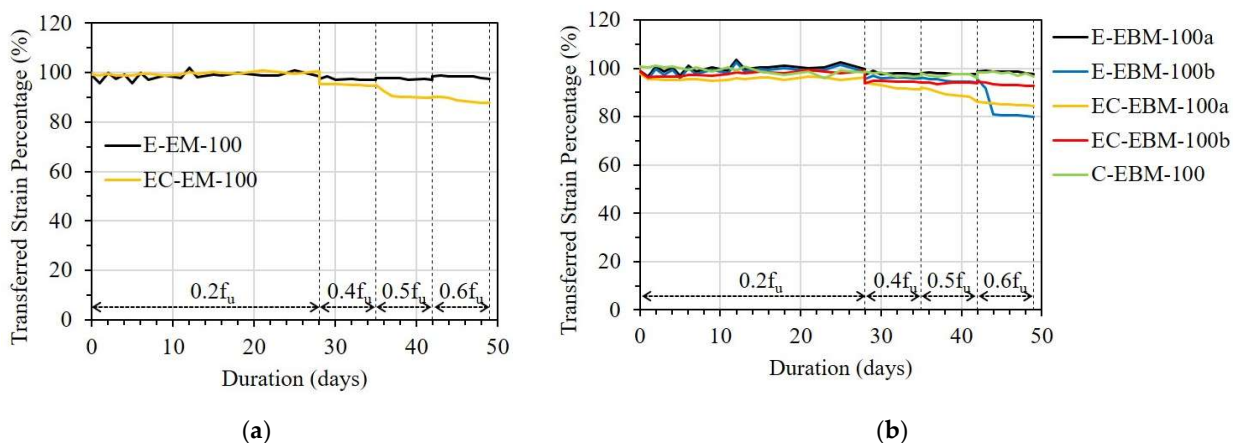 Transferred Strain Percentage (%)
120
100
80
60
40
20
0
E-EM-100
EC-EM-100
0.2fu
0.4fu
0.5fu
0.6fu
0 10 20 30 40 50
Duration (days)
(a)
Transferred Strain Percentage (%)
120
100
80
60
40
20
0
0.2fu
0.4fu
0.5fu
0.6fu
0 10 20 30 40 50
Duration (days)
E-EBM-100a
E-EBM-100b
EC-EBM-100a
EC-EBM-100b
C-EBM-100
(b)